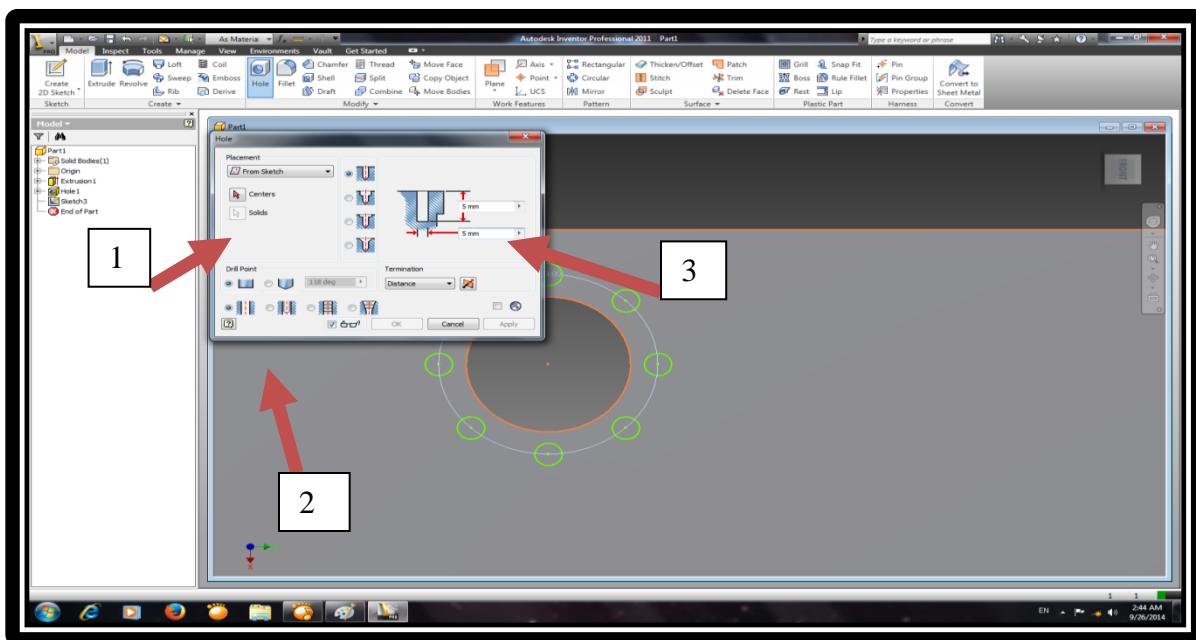 As Material
Autodesk Inventor Professional 2011 Part1
Type a keyword or phrase
PRO Model Inspect Tools Manage View Environments Vault Get Started
Create 2D Sketch
Extrude Revolve
Loft
Sweep
Rib
Coil
Emboss
Derive
Hole
Fillet
Chamfer
Shell
Draft
Thread
Split
Combine
Move Face
Copy Object
Move Bodies
Plane
Axis
Point
UCS
Rectangular
Circular
Mirror
Thicken/Offset
Stitch
Sculpt
Patch
Trim
Delete Face
Grill
Boss
Rest
Snap Fit
Rule Fillet
Lip
Pin
Pin Group
Properties
Convert to Sheet Metal
Sketch Create Modify Work Features Pattern Surface Plastic Part Harness Convert
Model
Part1
Solid Bodies(1)
Origin
Extrusion1
Hole1
Sketch3
End of Part
Part1
Hole
Placement
From Sketch
Centers
Solids
5 mm
5 mm
Drill Point
118 deg
Termination
Distance
OK Cancel Apply
FRONT
1
2
3
X
1 1
EN
2:44 AM
9/26/2014